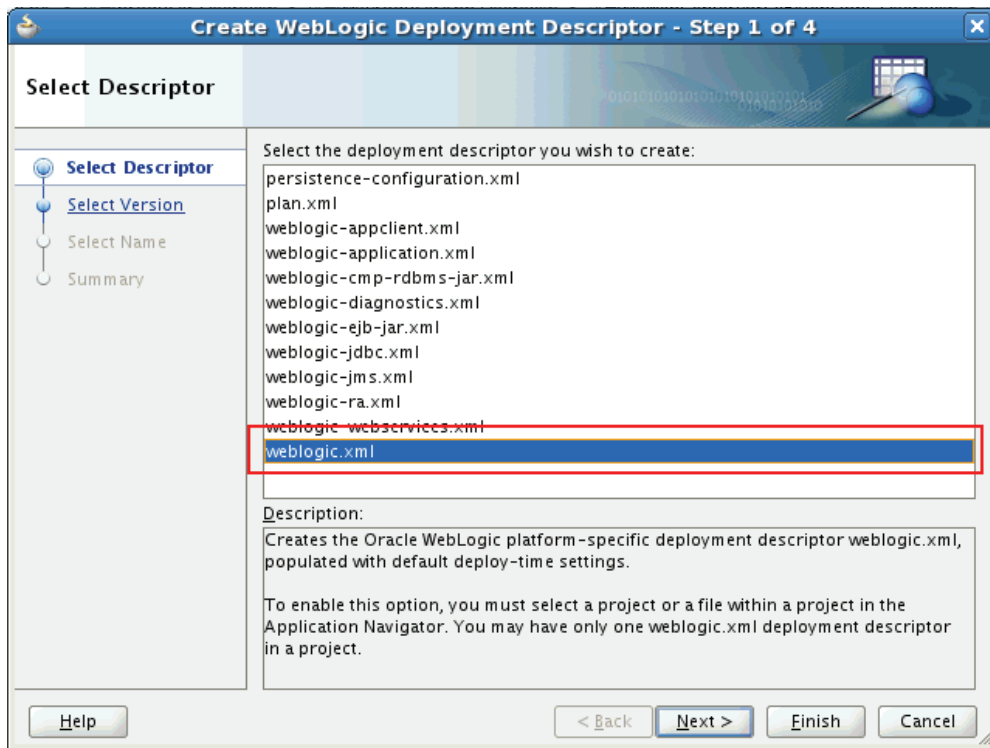 Create WebLogic Deployment Descriptor - Step 1 of 4
Select Descriptor
Select Descriptor
Select Version
Select Name
Summary
Select the deployment descriptor you wish to create:
persistence-configuration.xml
plan.xml
weblogic-appclient.xml
weblogic-application.xml
weblogic-cmp-rdbms-jar.xml
weblogic-diagnostics.xml
weblogic-ejb-jar.xml
weblogic-jdbc.xml
weblogic-jms.xml
weblogic-ra.xml
weblogic-webservices.xml
weblogic.xml
Description:
Creates the Oracle WebLogic platform-specific deployment descriptor weblogic.xml,
populated with default deploy-time settings.
To enable this option, you must select a project or a file within a project in the
Application Navigator. You may have only one weblogic.xml deployment descriptor
in a project.
Help
< Back
Next >
Finish
Cancel